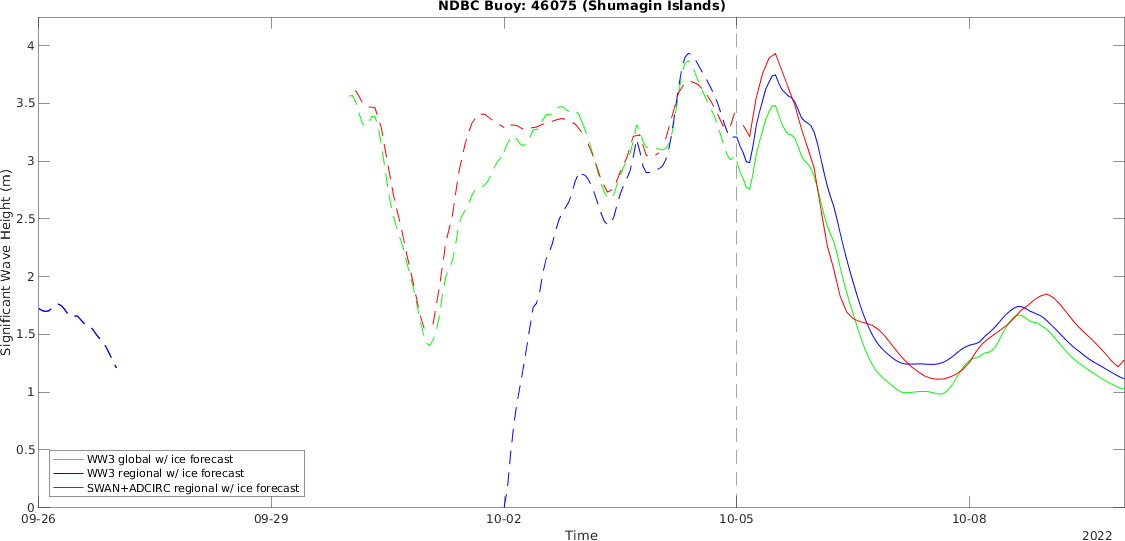 NDBC Buoy: 46075 (Shumagin Islands)
4
3.5
3
2.5
2
1.5
1
0.5
0
Significant Wave Height (m)
WW3 global w/ ice forecast
WW3 regional w/ ice forecast
SWAN+ADCIRC regional w/ ice forecast
09-26
09-29
10-02
10-05
10-08
Time
2022